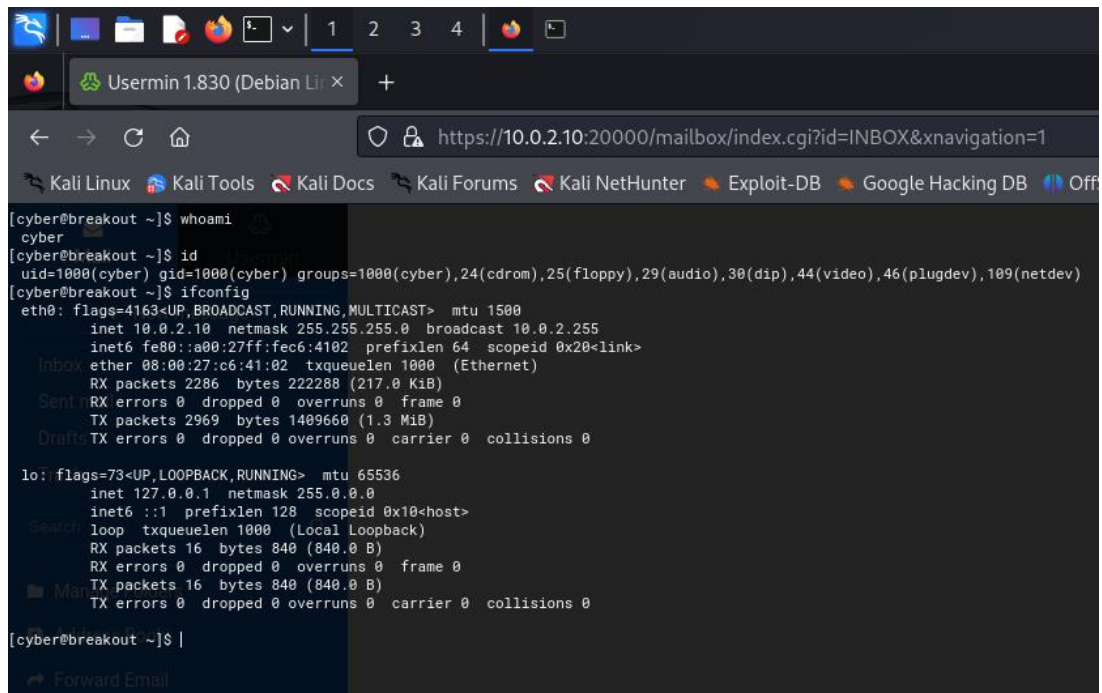 1 2 3 4
Usermin 1.830 (Debian Lin
https://10.0.2.10:20000/mailbox/index.cgi?id=INBOX&xnavigation=1
Kali Linux Kali Tools Kali Docs Kali Forums Kali NetHunter Exploit-DB Google Hacking DB OffS
[cyber@breakout ~]$ whoami
cyber
[cyber@breakout ~]$ id
uid=1000(cyber) gid=1000(cyber) groups=1000(cyber),24(cdrom),25(floppy),29(audio),30(dip),44(video),46(plugdev),109(netdev)
[cyber@breakout ~]$ ifconfig
eth0: flags=4163<UP,BROADCAST,RUNNING,MULTICAST> mtu 1500
inet 10.0.2.10 netmask 255.255.255.0 broadcast 10.0.2.255
inet6 fe80::a00:27ff:fec6:4102 prefixlen 64 scopeid 0x20<link>
Inbox
ether 08:00:27:c6:41:02 txqueuelen 1000 (Ethernet)
RX packets 2286 bytes 222288 (217.0 KiB)
Sent
RX errors 0 dropped 0 overruns 0 frame 0
TX packets 2969 bytes 1409660 (1.3 MiB)
Drafts
TX errors 0 dropped 0 overruns 0 carrier 0 collisions 0
lo: flags=73<UP,LOOPBACK,RUNNING> mtu 65536
inet 127.0.0.1 netmask 255.0.0.0
inet6 ::1 prefixlen 128 scopeid 0x10<host>
Search
loop txqueuelen 1000 (Local Loopback)
RX packets 16 bytes 840 (840.0 B)
RX errors 0 dropped 0 overruns 0 frame 0
TX packets 16 bytes 840 (840.0 B)
TX errors 0 dropped 0 overruns 0 carrier 0 collisions 0
[cyber@breakout ~]$
Forward Email